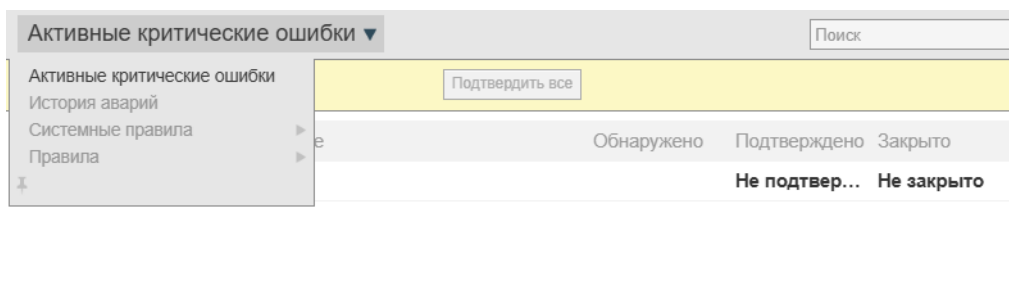 Активные критические ошибки
Поиск
Активные критические ошибки
Подтвердить все
История аварий
Системные правила
Правила
е Обнаружено Подтверждено Закрыто
Не подтвер... Не закрыто